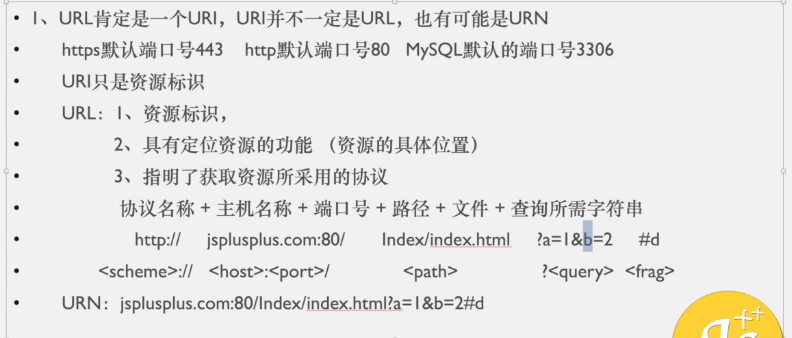 • 1、URL肯定是一个URI，URI并不一定是URL，也有可能是URN
• https默认端口号443 http默认端口号80 MySQL默认的端口号3306
• URI只是资源标识
• URL：1、资源标识，
• 2、具有定位资源的功能 （资源的具体位置）
• 3、指明了获取资源所采用的协议
• 协议名称 + 主机名称 + 端口号 + 路径 + 文件 + 查询所需字符串
• http:// jsplusplus.com:80/ Index/index.html ?a=1&b=2 #d
• <scheme>:// <host>:<port>/ <path> ?<query> <frag>
• URN：jsplusplus.com:80/Index/index.html?a=1&b=2#d